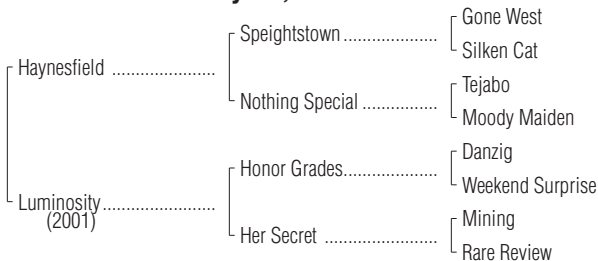 Gone West
Speightstown
Silken Cat
Haynesfield
Tejabo
Nothing Special
Moody Maiden
Danzig
Honor Grades
Weekend Surprise
Luminosity
(2001)
Mining
Her Secret
Rare Review